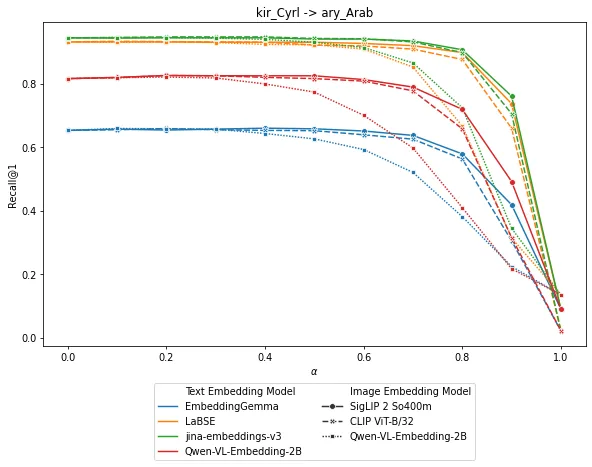 kir_Cyrl -> ary_Arab
Recall@1
0.8
0.6
0.4
0.2
0.0
0.0 0.2 0.4 0.6 0.8 1.0
α
Text Embedding Model
EmbeddingGemma
LaBSE
jina-embeddings-v3
Qwen-VL-Embedding-2B
Image Embedding Model
SigLIP 2 So400m
CLIP ViT-B/32
Qwen-VL-Embedding-2B